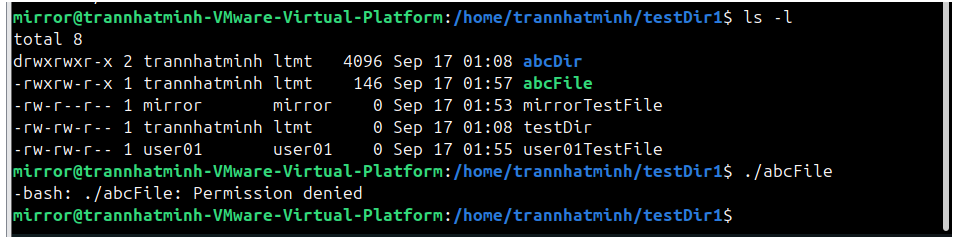 mirror@trannhatminh-VMware-Virtual-Platform:/home/trannhatminh/testDir1$ ls -l
total 8
drwxrwxr-x 2 trannhatminh ltmt   4096 Sep 17 01:08 abcDir
-rwxrw-r-x 1 trannhatminh ltmt    146 Sep 17 01:57 abcFile
-rw-r--r-- 1 mirror       mirror    0 Sep 17 01:53 mirrorTestFile
-rw-rw-r-- 1 trannhatminh ltmt      0 Sep 17 01:08 testDir
-rw-rw-r-- 1 user01       user01    0 Sep 17 01:55 user01TestFile
mirror@trannhatminh-VMware-Virtual-Platform:/home/trannhatminh/testDir1$ ./abcFile
-bash: ./abcFile: Permission denied
mirror@trannhatminh-VMware-Virtual-Platform:/home/trannhatminh/testDir1$